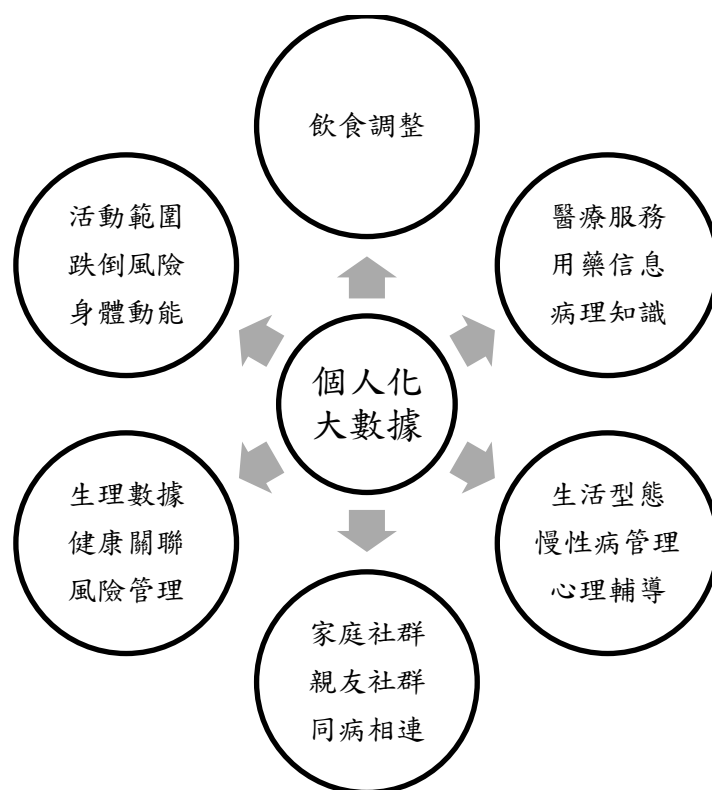 飲食調整
活動範圍
跌倒風險
身體動能
醫療服務
用藥信息
病理知識
個人化
大數據
生理數據
健康關聯
風險管理
生活型態
慢性病管理
心理輔導
家庭社群
親友社群
同病相連